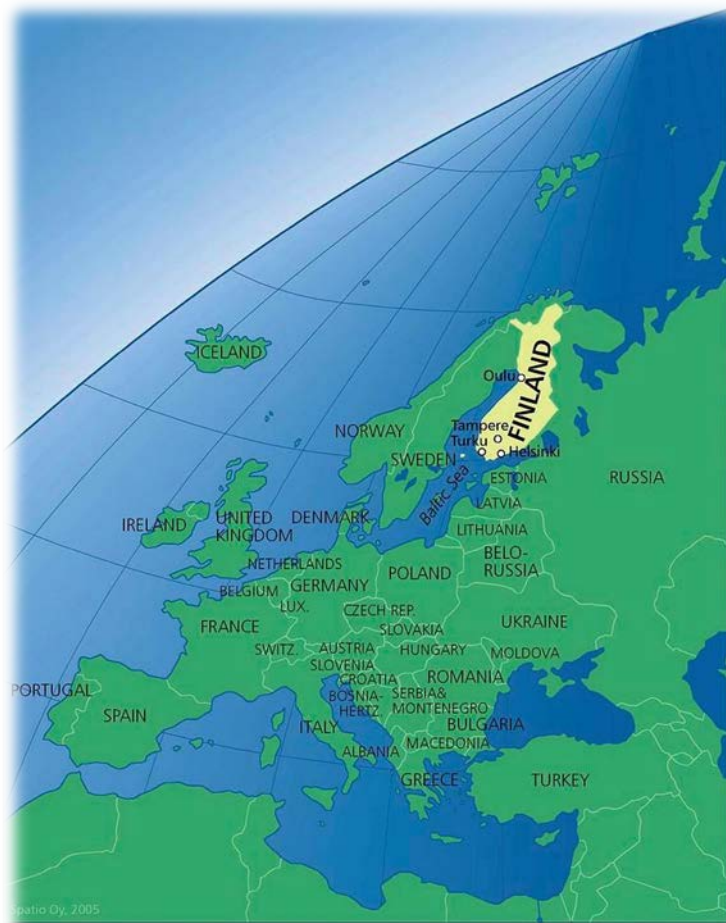 ICELAND
Oulu
FINLAND
Tampere
Turku
Helsinki
NORWAY
SWEDEN
Baltic Sea
ESTONIA
RUSSIA
LATVIA
LITHUANIA
IRELAND
UNITED
KINGDOM
DENMARK
BELO-
RUSSIA
NETHERLANDS
BELGIUM
GERMANY
POLAND
LUX.
CZECH REP.
FRANCE
SLOVAKIA
UKRAINE
SWITZ.
AUSTRIA
HUNGARY
MOLDOVA
SLOVENIA
CROATIA
ROMANIA
BOSNIA-
HERTZ.
SERBIA&
MONTENEGRO
PORTUGAL
SPAIN
ITALY
BULGARIA
ALBANIA
MACEDONIA
GREECE
TURKEY
Spatio Oy, 2005